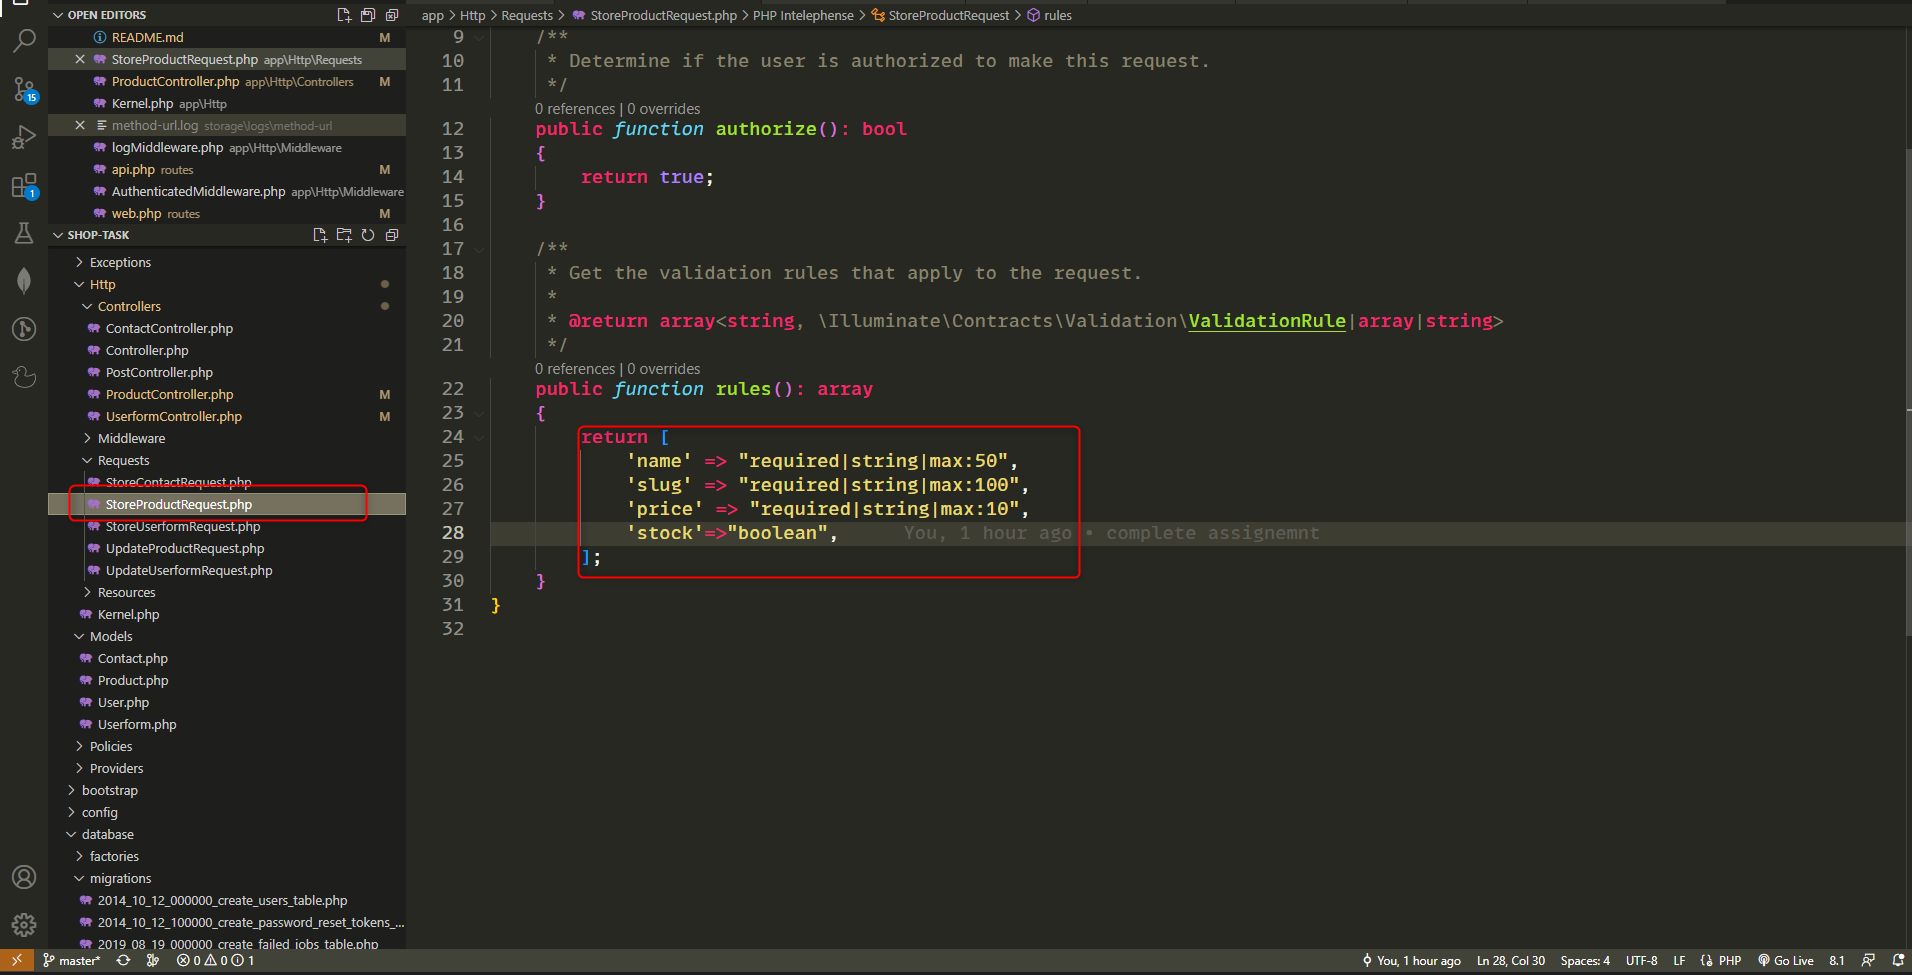 OPEN EDITORS
README.md M
StoreProductRequest.php app\Http\Requests
ProductController.php app\Http\Controllers M
Kernel.php app\Http
method-url.log storage\logs\method-url
logMiddleware.php app\Http\Middleware
api.php routes M
AuthenticatedMiddleware.php app\Http\Middleware
web.php routes M
SHOP-TASK
Exceptions
Http
Controllers
ContactController.php
Controller.php
PostController.php
ProductController.php M
UserformController.php M
Middleware
Requests
StoreContactRequest.php
StoreProductRequest.php
StoreUserformRequest.php
UpdateProductRequest.php
UpdateUserformRequest.php
Resources
Kernel.php
Models
Contact.php
Product.php
User.php
Userform.php
Policies
Providers
bootstrap
config
database
factories
migrations
2014_10_12_000000_create_users_table.php
2014_10_12_100000_create_password_reset_tokens_...
2019_08_19_000000_create_failed_jobs_table.php
15
1
app > Http > Requests > StoreProductRequest.php > PHP Intelephense > StoreProductRequest > rules
9 /**
10 * Determine if the user is authorized to make this request.
11 */
0 references | 0 overrides
12 public function authorize(): bool
13 {
14 return true;
15 }
16
17 /**
18 * Get the validation rules that apply to the request.
19 *
20 * @return array<string, \Illuminate\Contracts\Validation\ValidationRule|array|string>
21 */
0 references | 0 overrides
22 public function rules(): array
23 {
24 return [
25 'name' => "required|string|max:50",
26 'slug' => "required|string|max:100",
27 'price' => "required|string|max:10",
28 'stock'=>"boolean", You, 1 hour ago • complete assignemnt
29 ];
30 }
31 }
32
master* 0 0 1 You, 1 hour ago Ln 28, Col 30 Spaces: 4 UTF-8 LF PHP Go Live 8.1